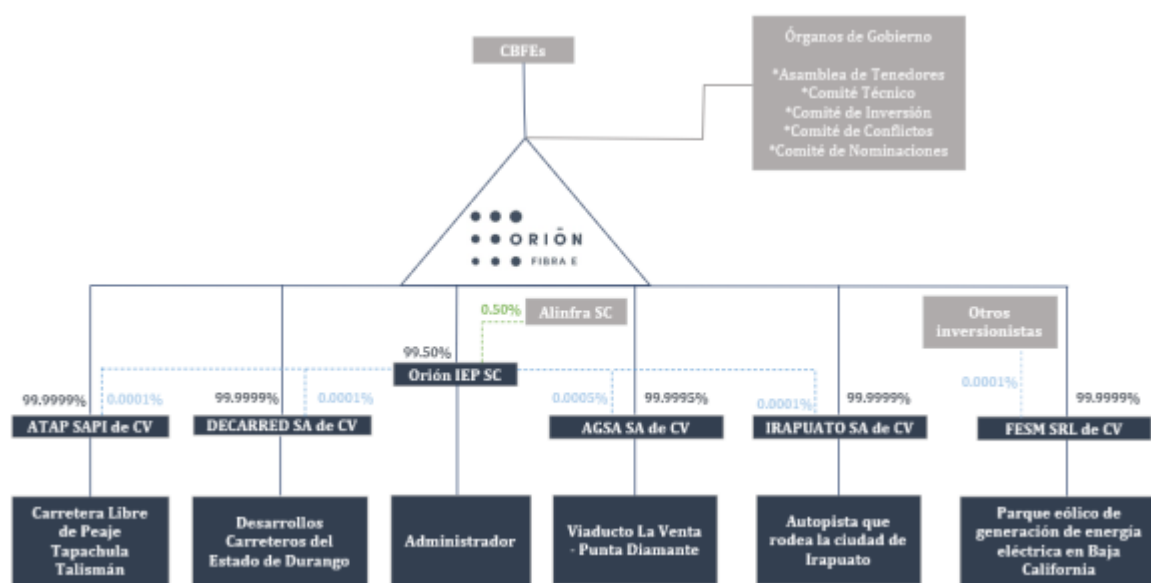 CBFEs
Órganos de Gobierno
*Asamblea de Tenedores
*Comité Técnico
*Comité de Inversión
*Comité de Conflictos
*Comité de Nominaciones
ORIÓN
FIBRA E
0.50%
Alinfra SC
Otros
inversionistas
99.50%
Orión IEP SC
99.9999%
0.0001%
ATAP SAPI de CV
99.9999%
0.0001%
DECARRED SA de CV
0.0005%
99.9995%
AGSA SA de CV
0.0001%
99.9999%
IRAPUATO SA de CV
0.0001%
99.9999%
FESM SRL de CV
Carretera Libre
de Peaje
Tapachula
Talismán
Desarrollos
Carreteros del
Estado de Durango
Administrador
Viaducto La Venta
- Punta Diamante
Autopista que
rodea la ciudad de
Irapuato
Parque eólico de
generación de energía
eléctrica en Baja
California